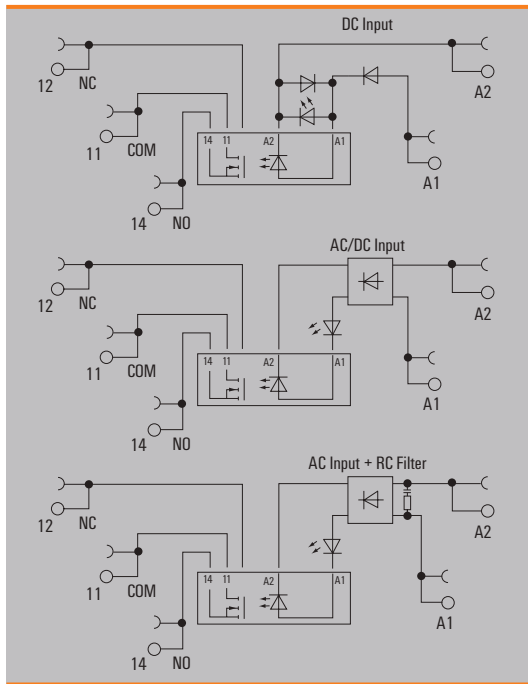 DC Input
12 NC
A2
11 COM
14 11 A2 A1
A1
14 NO
AC/DC Input
12 NC
A2
11 COM
14 11 A2 A1
A1
14 NO
AC Input + RC Filter
12 NC
A2
11 COM
14 11 A2 A1
A1
14 NO